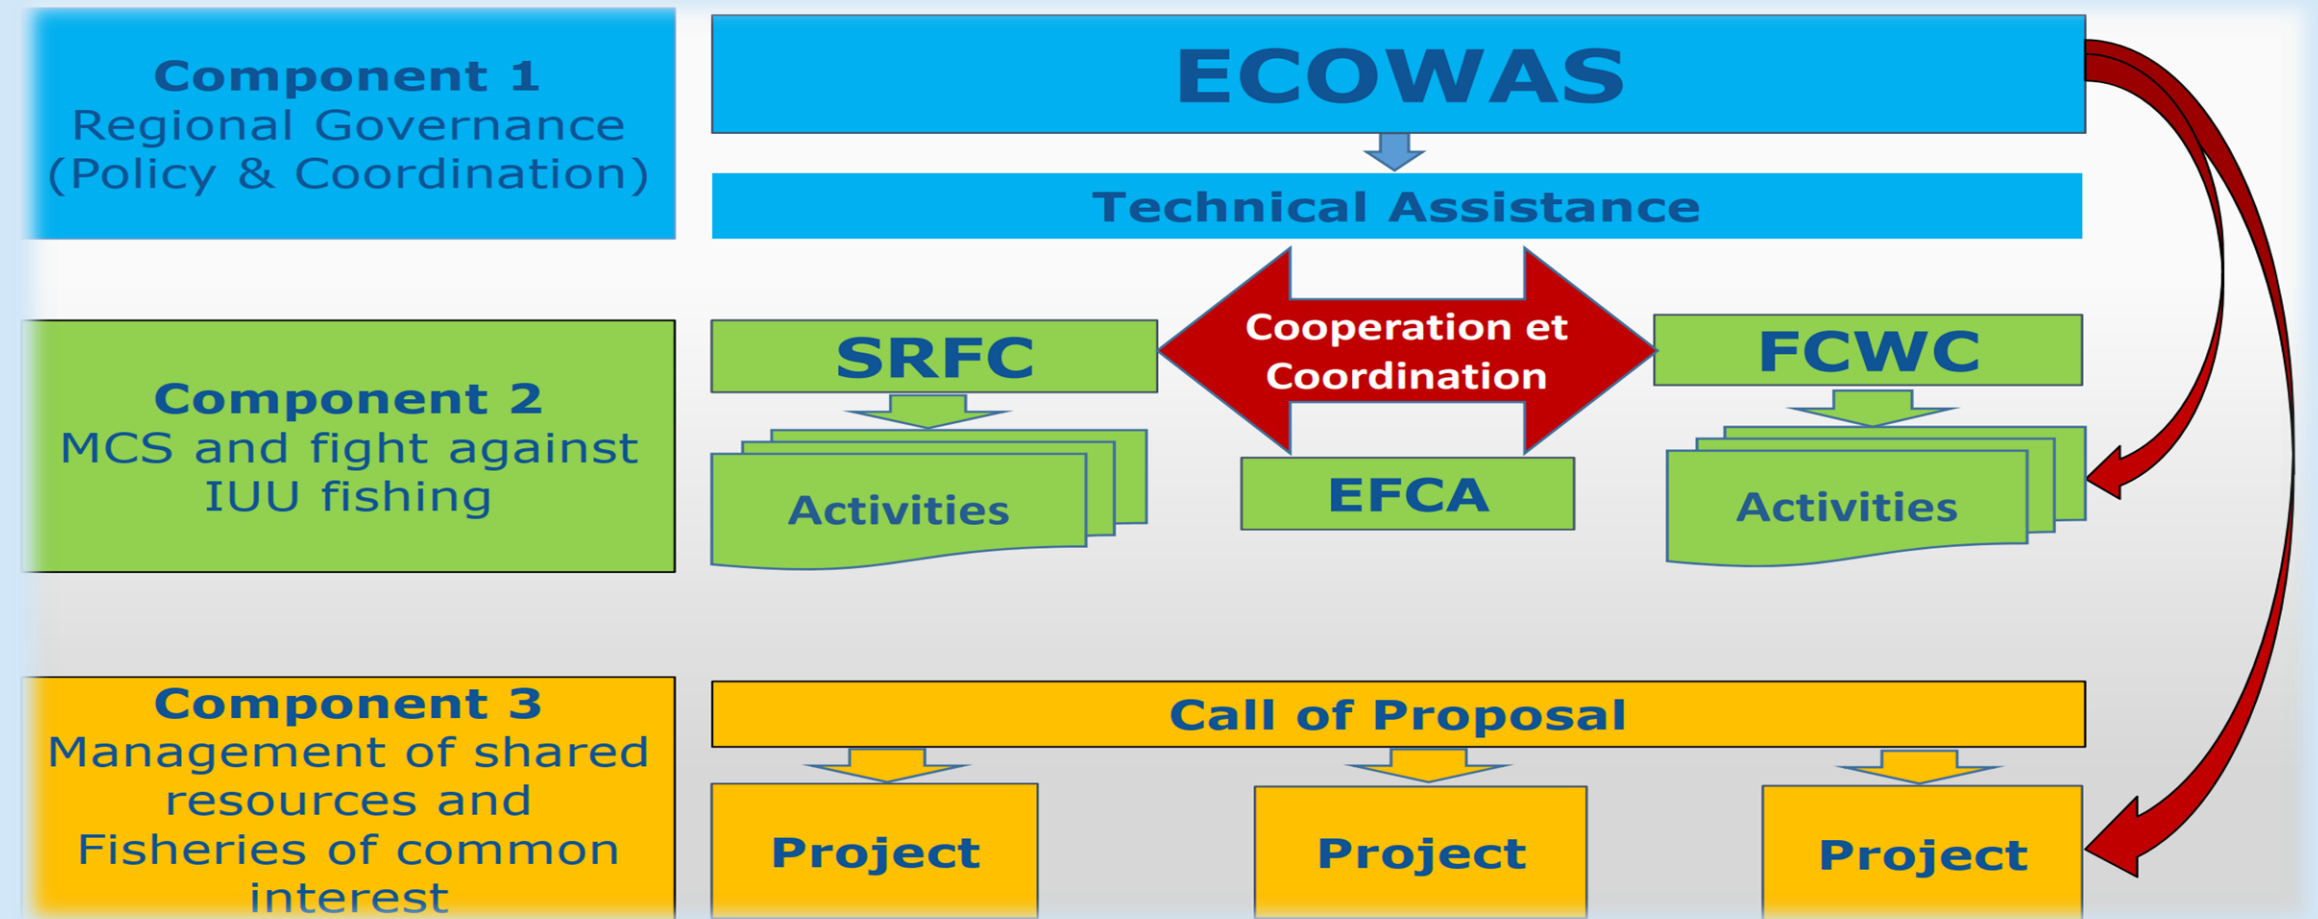 Component 1
Regional Governance
(Policy & Coordination)
ECOWAS
Technical Assistance
Component 2
MCS and fight against
IUU fishing
SRFC
Cooperation et
Coordination
FCWC
Activities
EFCA
Activities
Component 3
Management of shared
resources and
Fisheries of common
interest
Call of Proposal
Project
Project
Project